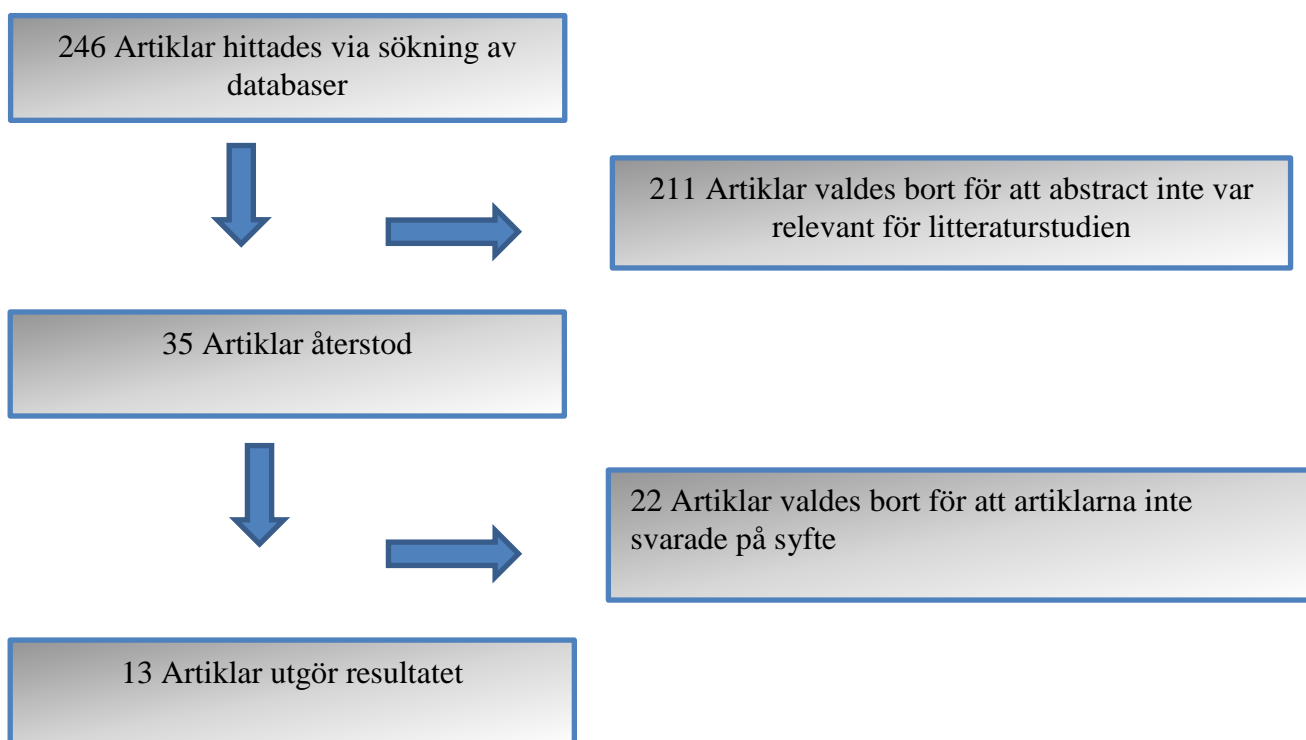 246 Artiklar hittades via sökning av
databaser
211 Artiklar valdes bort för att abstract inte var
relevant för litteraturstudien
35 Artiklar återstod
22 Artiklar valdes bort för att artiklarna inte
svarade på syfte
13 Artiklar utgör resultatet